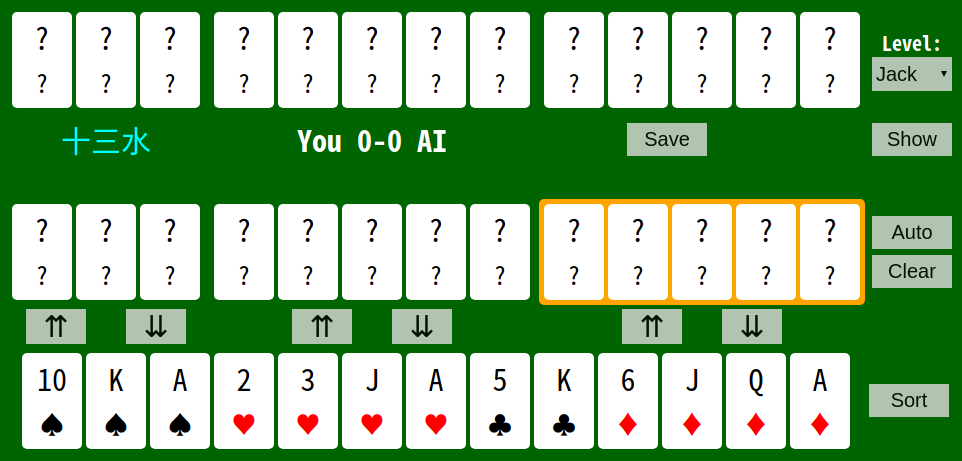 ? ? ? ? ? ? ? ? ? ? ? ? ?
? ? ? ? ? ? ? ? ? ? ? ? ?
Level:
Jack ▾
十三水 You 0-0 AI Save Show
? ? ? ? ? ? ? ? ? ? ? ? ?
? ? ? ? ? ? ? ? ? ? ? ? ?
Auto
Clear
⇈ ⇊ ⇈ ⇊ ⇈ ⇊
10 K A 2 3 J A 5 K 6 J Q A
♠ ♠ ♠ ♥ ♥ ♥ ♥ ♣ ♣ ♦ ♦ ♦ ♦
Sort